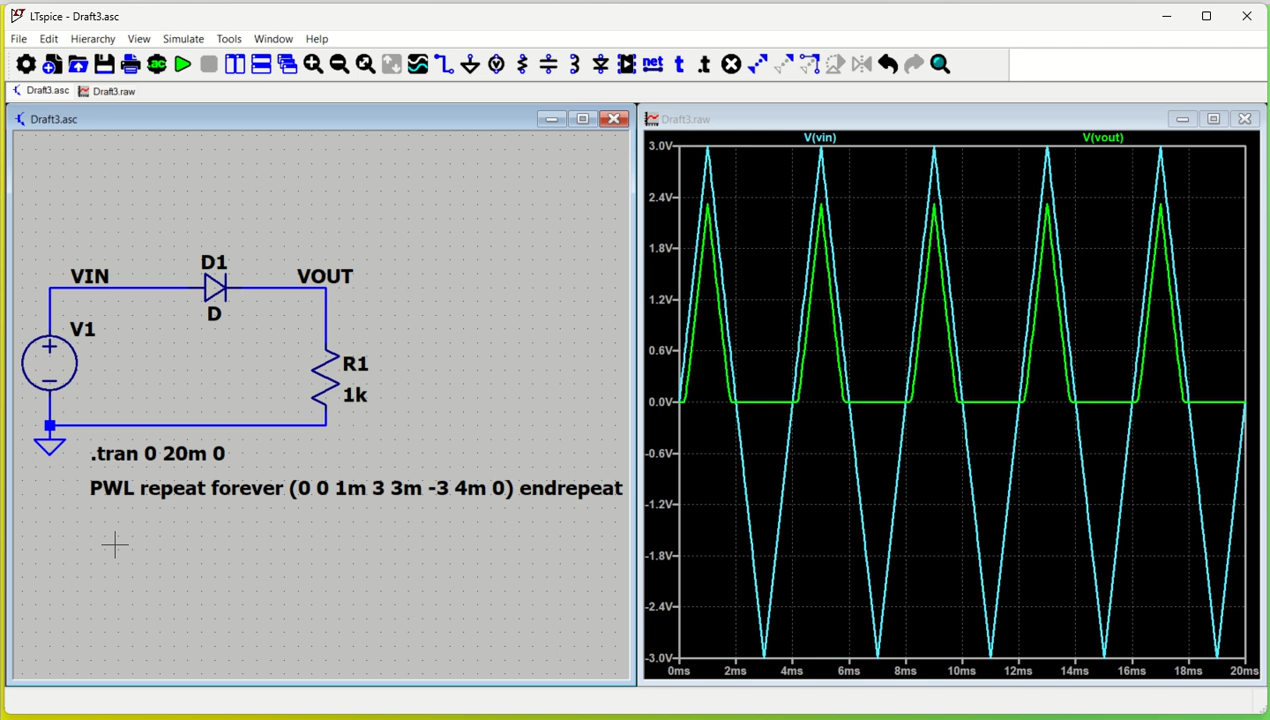 LTspice - Draft3.asc
File Edit Hierarchy View Simulate Tools Window Help
.ac net t .t
Draft3.asc Draft3.raw
Draft3.asc
VIN
D1
D
VOUT
V1
R1
1k
.tran 0 20m 0
PWL repeat forever (0 0 1m 3 3m -3 4m 0) endrepeat
Draft3.raw
V(vin) V(vout)
3.0V
2.4V
1.8V
1.2V
0.6V
0.0V
-0.6V
-1.2V
-1.8V
-2.4V
-3.0V
0ms 2ms 4ms 6ms 8ms 10ms 12ms 14ms 16ms 18ms 20ms